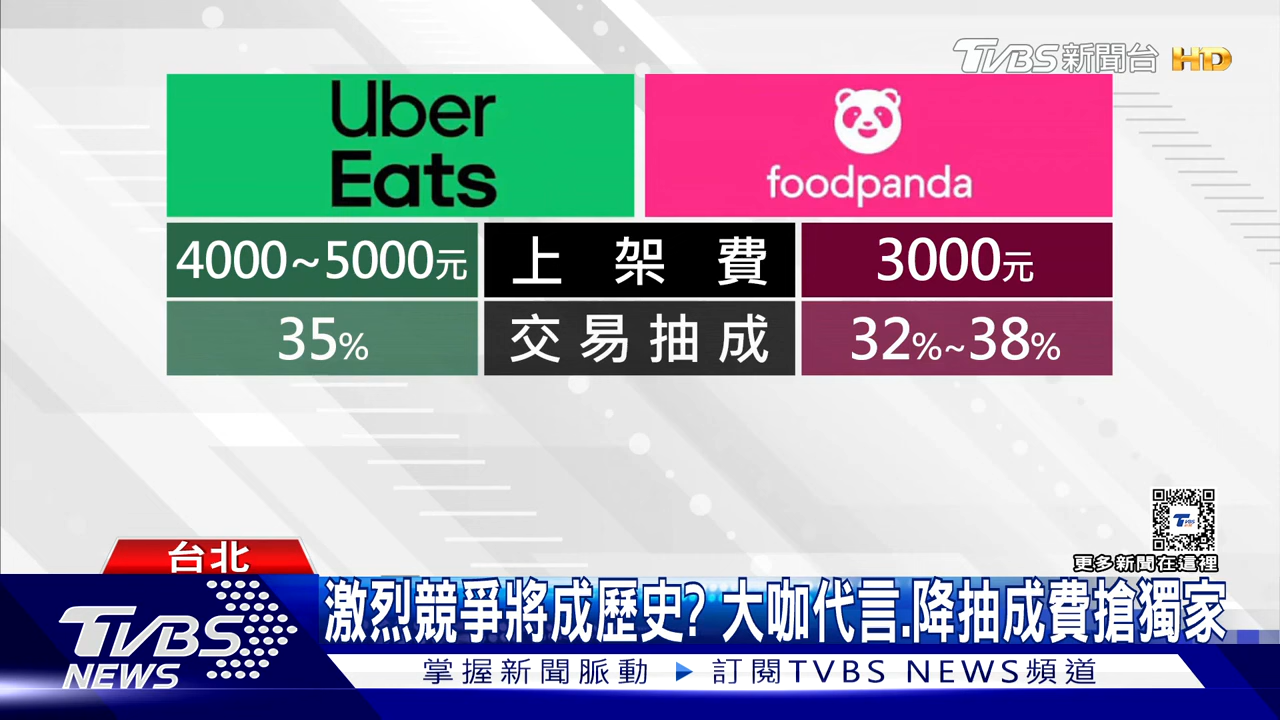 TVBS新聞台 HD
Uber
Eats
foodpanda
4000~5000元 上架費 3000元
35% 交易抽成 32%~38%
TVBS
更多新聞在這裡
台北
激烈競爭將成歷史? 大咖代言.降抽成費搶獨家
TVBS
NEWS
掌握新聞脈動 ▶ 訂閱TVBS NEWS頻道